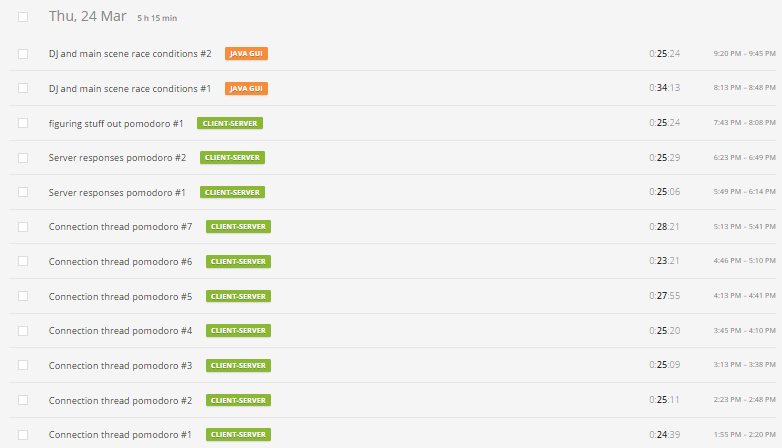 Thu, 24 Mar 5 h 15 min
DJ and main scene race conditions #2 JAVA GUI 0:25:24 9:20 PM – 9:45 PM
DJ and main scene race conditions #1 JAVA GUI 0:34:13 8:13 PM – 8:48 PM
figuring stuff out pomodoro #1 CLIENT-SERVER 0:25:24 7:43 PM – 8:08 PM
Server responses pomodoro #2 CLIENT-SERVER 0:25:29 6:23 PM – 6:49 PM
Server responses pomodoro #1 CLIENT-SERVER 0:25:06 5:49 PM – 6:14 PM
Connection thread pomodoro #7 CLIENT-SERVER 0:28:21 5:13 PM – 5:41 PM
Connection thread pomodoro #6 CLIENT-SERVER 0:23:21 4:46 PM – 5:10 PM
Connection thread pomodoro #5 CLIENT-SERVER 0:27:55 4:13 PM – 4:41 PM
Connection thread pomodoro #4 CLIENT-SERVER 0:25:20 3:45 PM – 4:10 PM
Connection thread pomodoro #3 CLIENT-SERVER 0:25:09 3:13 PM – 3:38 PM
Connection thread pomodoro #2 CLIENT-SERVER 0:25:11 2:23 PM – 2:48 PM
Connection thread pomodoro #1 CLIENT-SERVER 0:24:39 1:55 PM – 2:20 PM